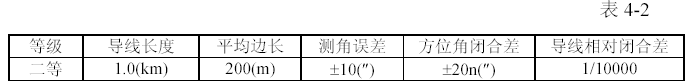 表 4-2
等级 导线长度 平均边长 测角误差 方位角闭合差 导线相对闭合差
二等 1.0(km) 200(m) ±10(″) ±20n(″) 1/10000